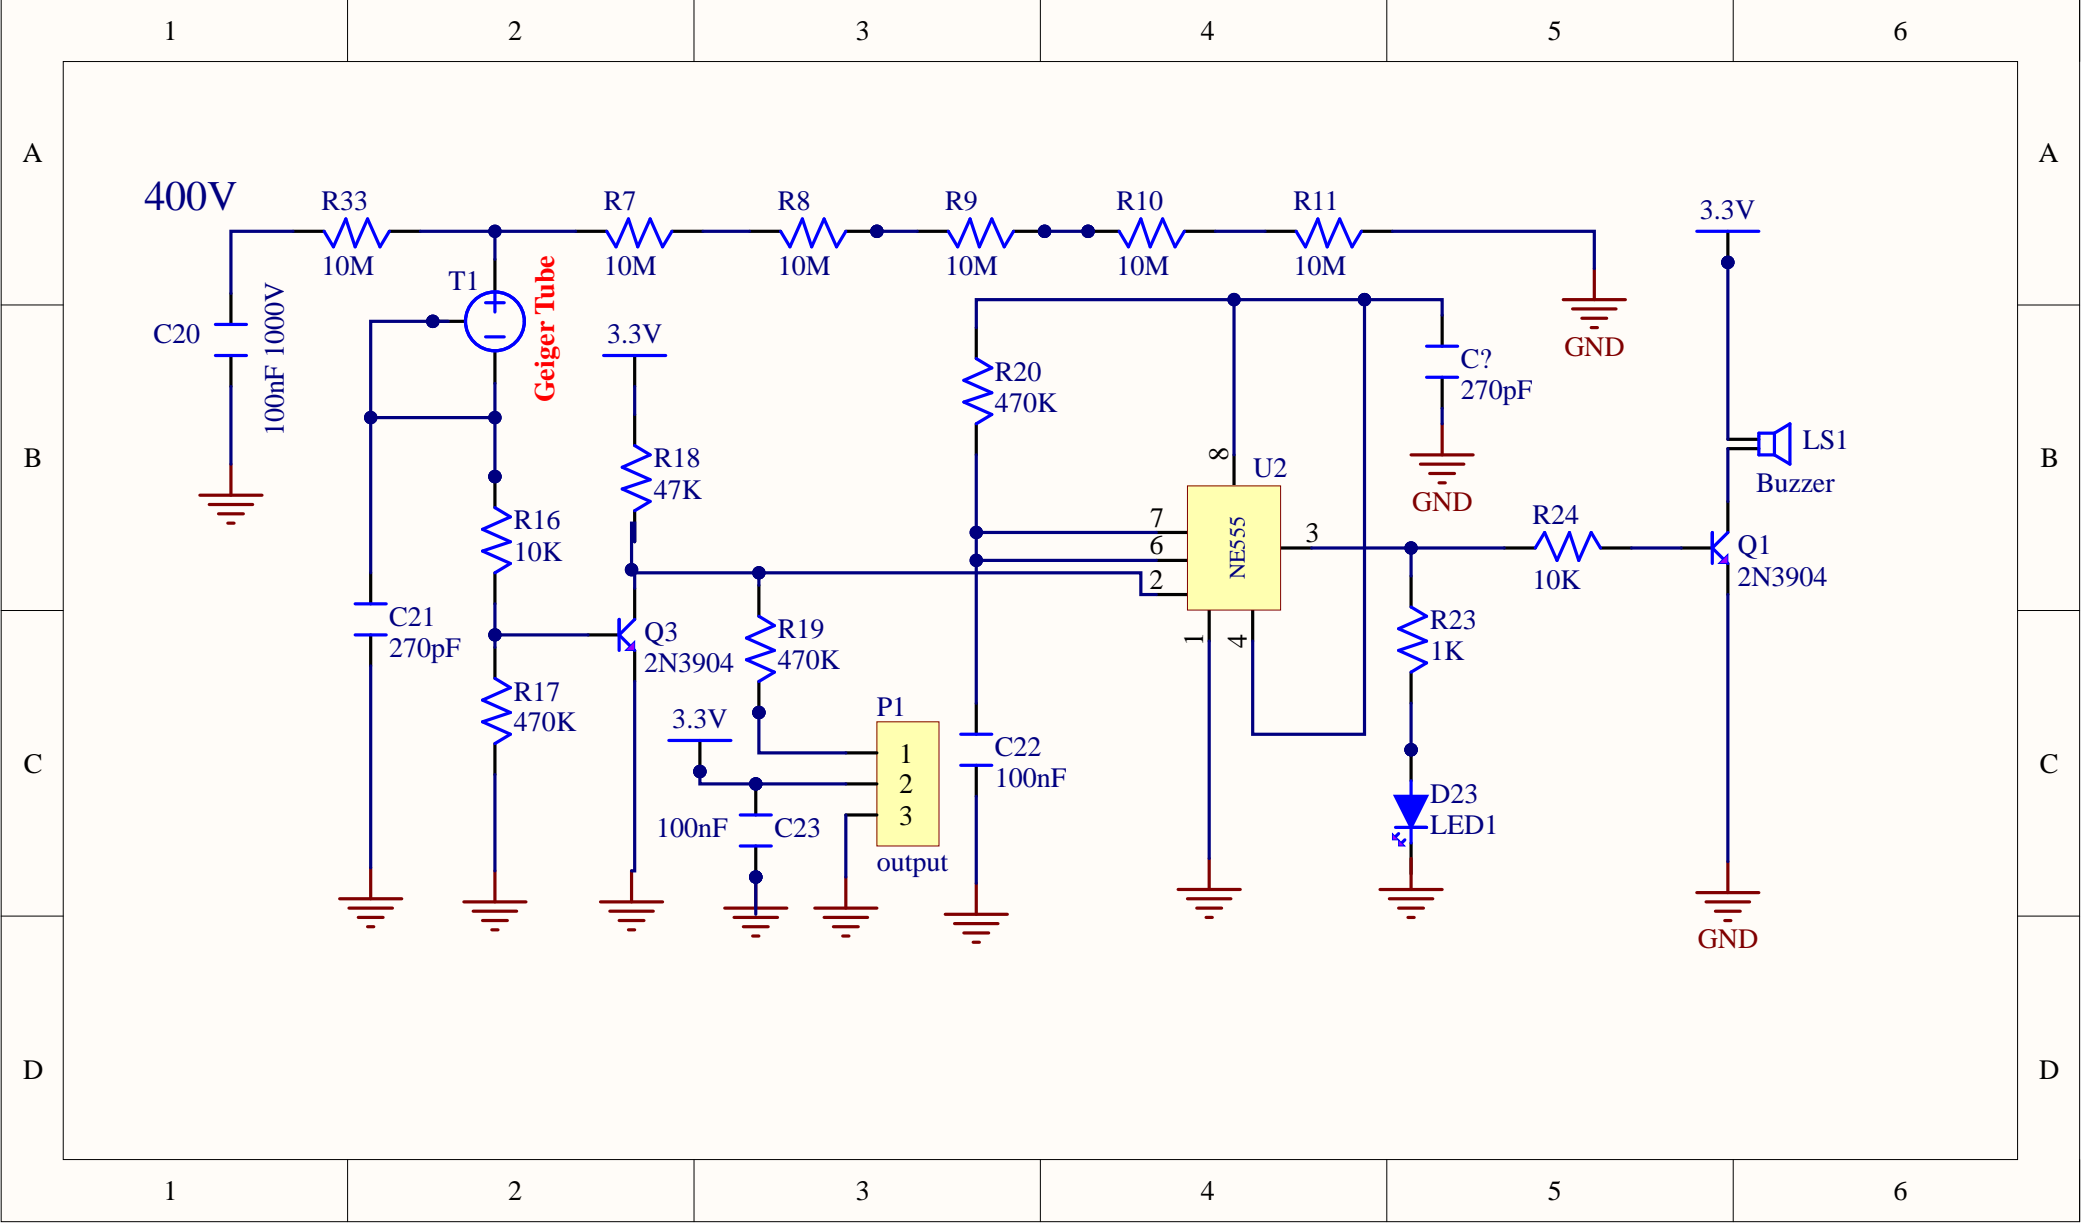 1 2 3 4 5 6
A A
400V
R33 R7 R8 R9 R10 R11
3.3V
10M 10M 10M 10M 10M 10M
T1
Geiger Tube
C20
100nF 1000V
3.3V
GND
C?
270pF
R20
470K
B B
R18
47K
8
U2
LS1
Buzzer
GND
R16
10K
7
6
2
NE555
3
R24
10K
Q1
2N3904
C21
270pF
Q3
2N3904
R19
470K
1
4
R23
1K
R17
470K
3.3V
P1
1
2
3
output
C22
100nF
C C
100nF C23
D23
LED1
GND
D D
1 2 3 4 5 6